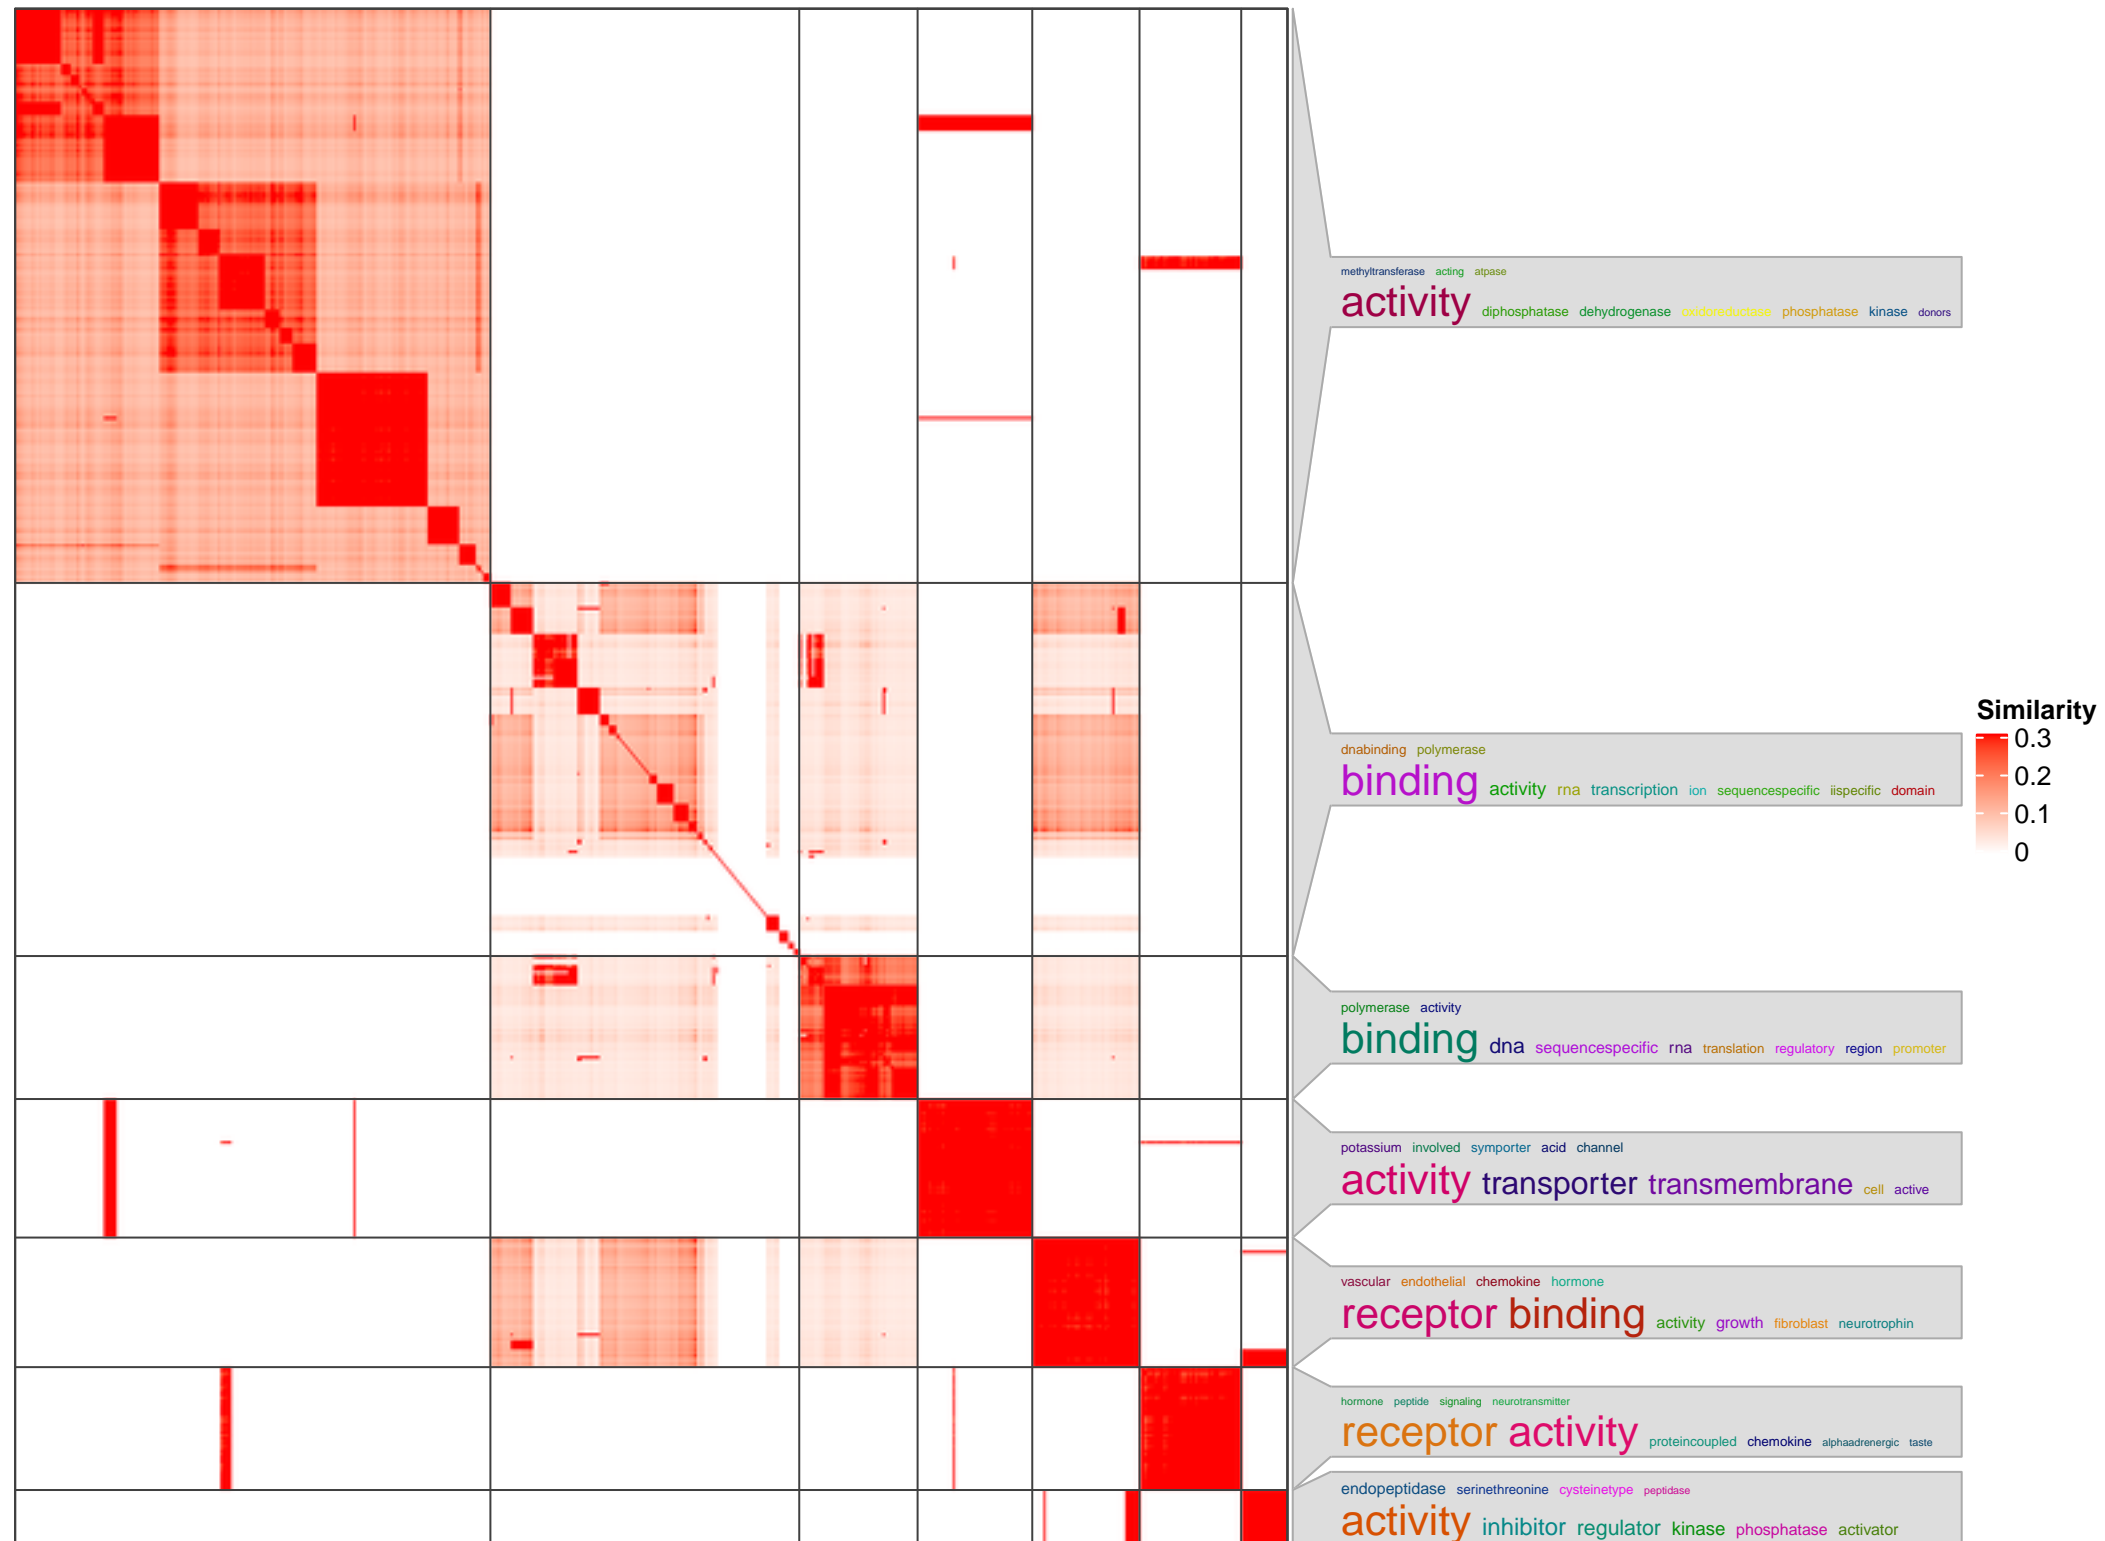 methyltransferase acting atpase
activity diphosphatase dehydrogenase oxidoreductase phosphatase kinase donors
Similarity
0.3
0.2
0.1
0
dnabinding polymerase
binding activity rna transcription ion sequencespecific iispecific domain
polymerase activity
binding dna sequencespecific rna translation regulatory region promoter
potassium involved symporter acid channel
activity transporter transmembrane cell active
vascular endothelial chemokine hormone
receptor binding activity growth fibroblast neurotrophin
hormone peptide signaling neurotransmitter
receptor activity proteincoupled chemokine alphaadrenergic taste
endopeptidase serinethreonine cysteinetype peptidase
activity inhibitor regulator kinase phosphatase activator